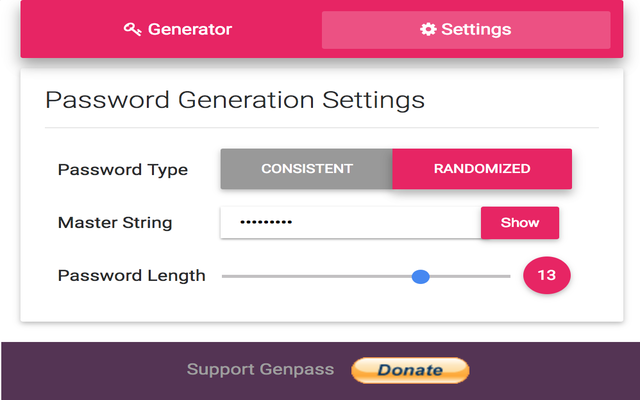 Generator
Settings
Password Generation Settings
Password Type
CONSISTENT
RANDOMIZED
Master String
•••••••••
Show
Password Length
13
Support Genpass
Donate